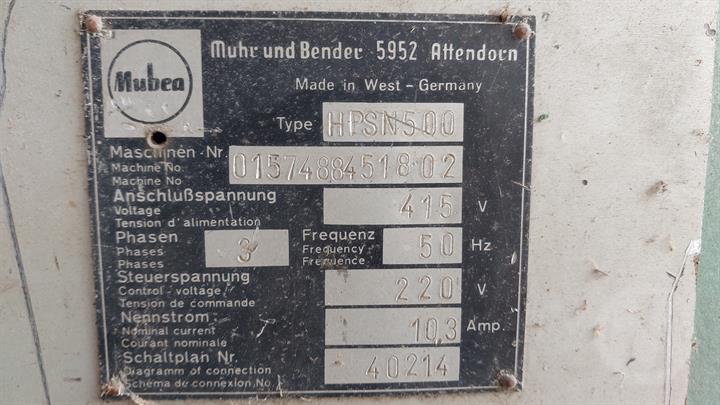 Mubea
Muhr und Bender 5952 Attendorn
Made in West - Germany
Type HPSN500
Maschinen - Nr 01574884518 02
Machine No.
Machine No
Anschlußspannung 415 V
Voltage
Tension d' alimentation
Phasen 3 Frequenz 50 Hz
Phases Frequency
Phases Frequence
Steuerspannung 220 V
Control - voltage
Tension de commande
Nennstrom 10,3 Amp.
Nominal current
Courant nominale
Schaltplan Nr. 40214
Diagramm of connection
Schéma de connexion No